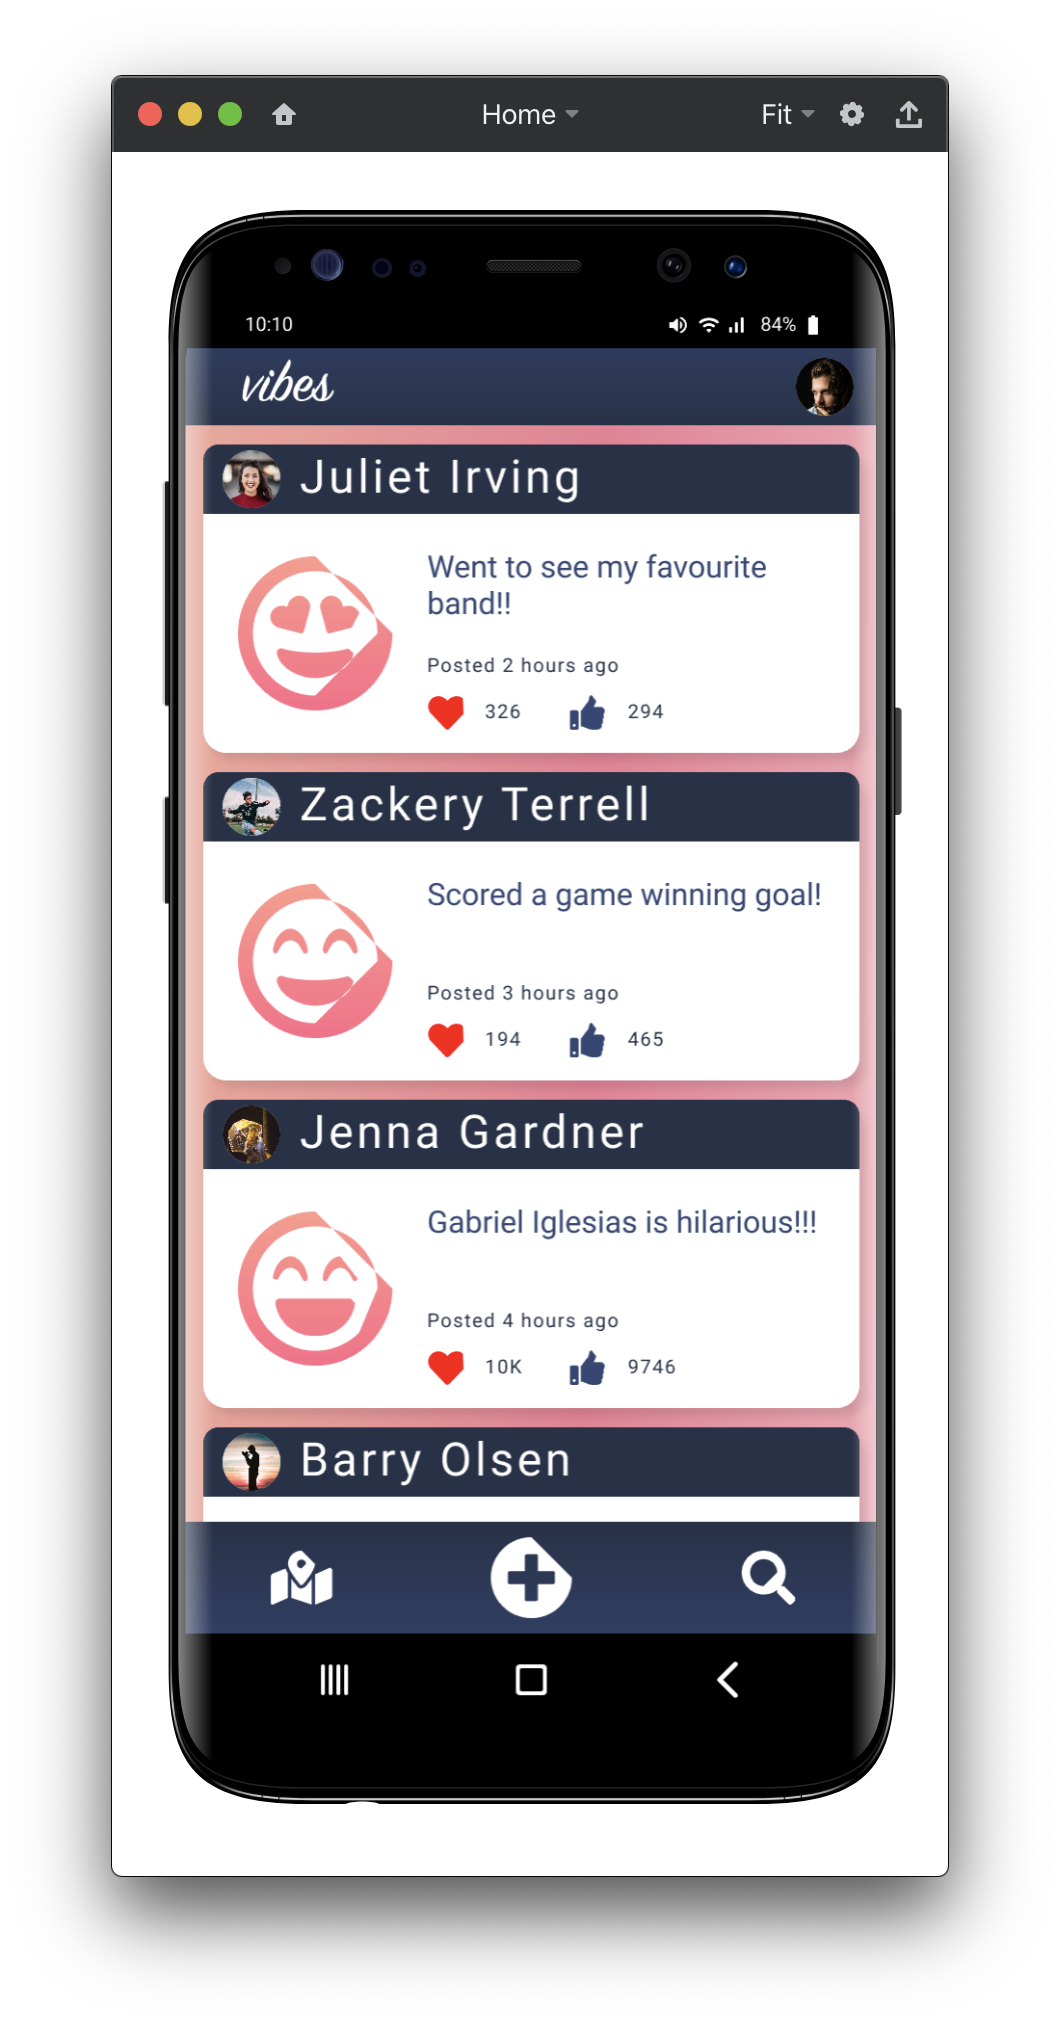 Home
Fit
10:10
84%
vibes
Juliet Irving
Went to see my favourite
band!!
Posted 2 hours ago
326
294
Zackery Terrell
Scored a game winning goal!
Posted 3 hours ago
194
465
Jenna Gardner
Gabriel Iglesias is hilarious!!!
Posted 4 hours ago
10K
9746
Barry Olsen